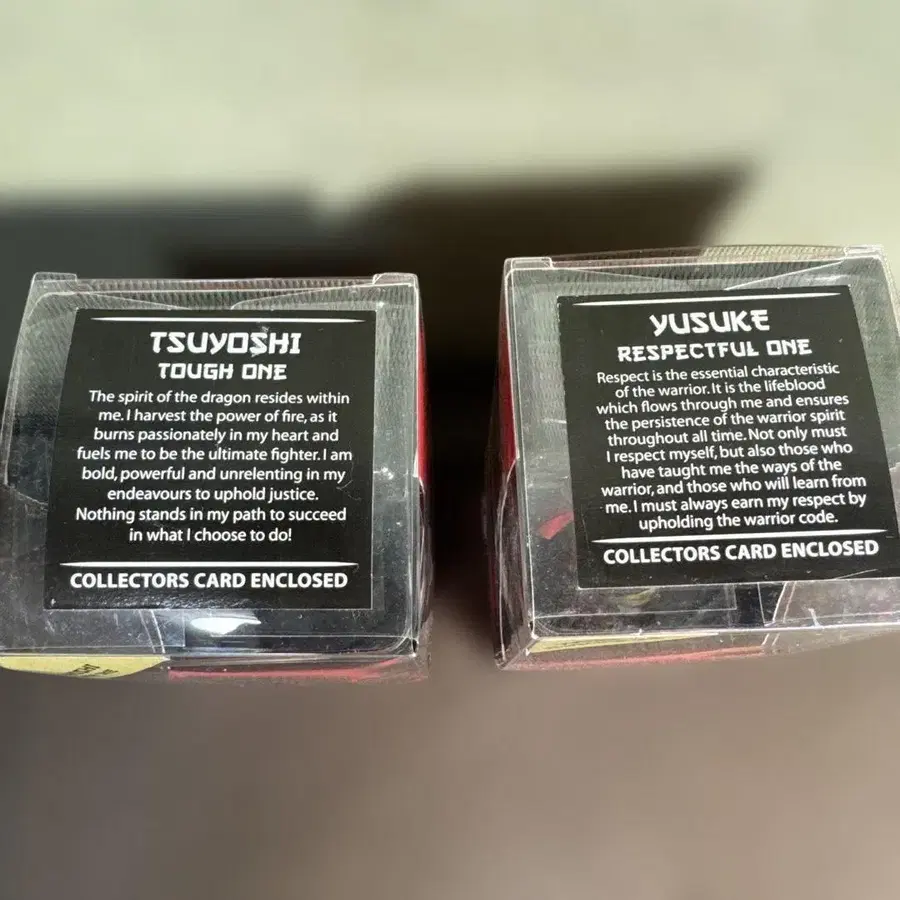 TSUYOSHI
TOUGH ONE
The spirit of the dragon resides within
me. I harvest the power of fire, as it
burns passionately in my heart and
fuels me to be the ultimate fighter. I am
bold, powerful and unrelenting in my
endeavours to uphold justice.
Nothing stands in my path to succeed
in what I choose to do!
COLLECTORS CARD ENCLOSED
YUSUKE
RESPECTFUL ONE
Respect is the essential characteristic
of the warrior. It is the lifeblood
which flows through me and ensures
the persistence of the warrior spirit
throughout all time. Not only must
I respect myself, but also those who
have taught me the ways of the
warrior, and those who will learn from
me. I must always earn my respect by
upholding the warrior code.
COLLECTORS CARD ENCLOSED